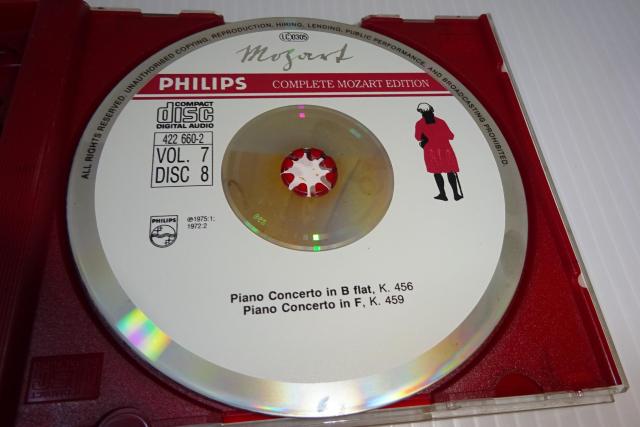 ALL RIGHTS RESERVED. UNAUTHORISED COPYING, REPRODUCTION, HIRING, LENDING, PUBLIC PERFORMANCE, AND BROADCASTING PROHIBITED.
LC 0305
Mozart
PHILIPS COMPLETE MOZART EDITION
COMPACT
disc
DIGITAL AUDIO
422 660-2
VOL. 7
DISC 8
PHILIPS
℗1975:1;
1972:2
Piano Concerto in B flat, K. 456
Piano Concerto in F, K. 459